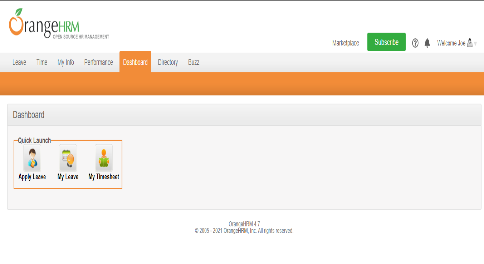 OrangeHRM
OPEN SOURCE HR MANAGEMENT
Marketplace Subscribe Welcome Joe
Leave Time My Info Performance Dashboard Directory Buzz
Dashboard
Quick Launch
Apply Leave My Leave My Timesheet
OrangeHRM 4.7
© 2005 - 2021 OrangeHRM, Inc. All rights reserved.